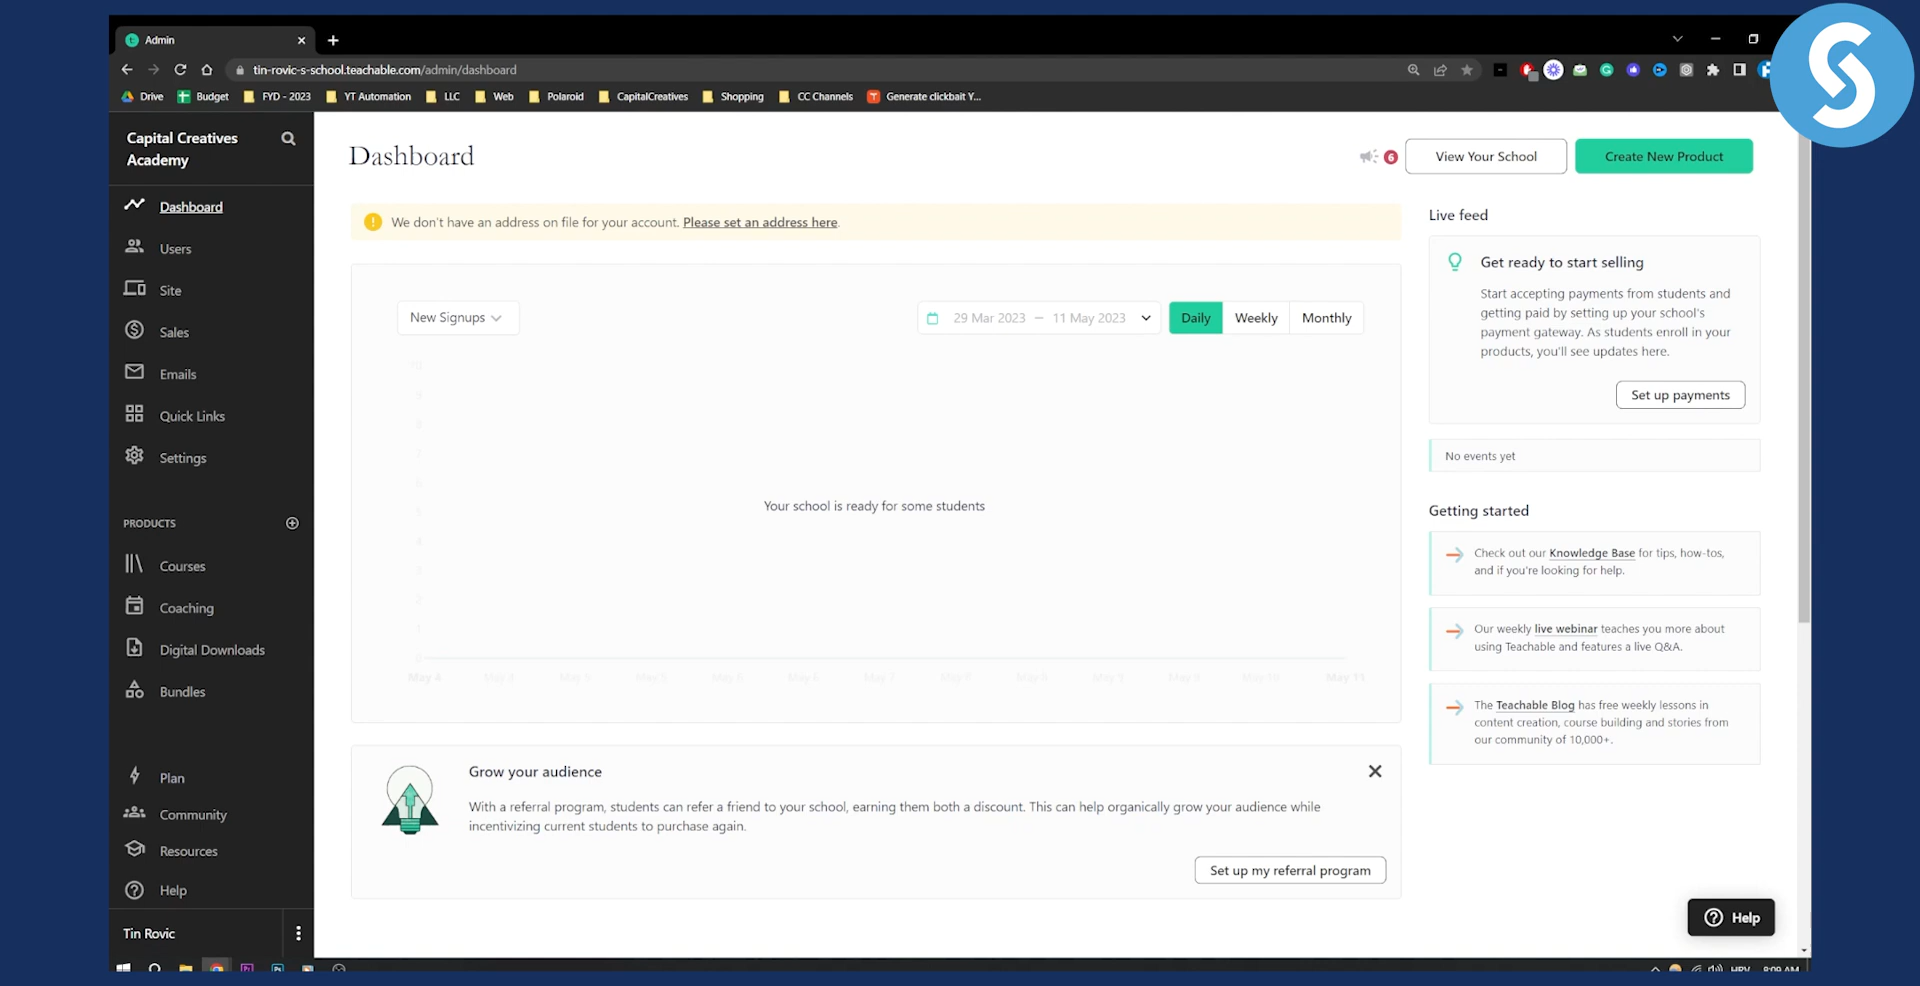 Admin
tin-rovic-s-school.teachable.com/admin/dashboard
Drive Budget FYD - 2023 YT Automation LLC Web Polaroid CapitalCreatives Shopping CC Channels Generate clickbait Y...
Capital Creatives
Academy
Dashboard
Users
Site
Sales
Emails
Quick Links
Settings
PRODUCTS
Courses
Coaching
Digital Downloads
Bundles
Plan
Community
Resources
Help
Tin Rovic
Dashboard
6
View Your School
Create New Product
We don't have an address on file for your account. Please set an address here.
New Signups
29 Mar 2023 – 11 May 2023
Daily Weekly Monthly
Your school is ready for some students
May 11
Grow your audience
With a referral program, students can refer a friend to your school, earning them both a discount. This can help organically grow your audience while
incentivizing current students to purchase again.
Set up my referral program
Live feed
Get ready to start selling
Start accepting payments from students and
getting paid by setting up your school's
payment gateway. As students enroll in your
products, you'll see updates here.
Set up payments
No events yet
Getting started
Check out our Knowledge Base for tips, how-tos,
and if you're looking for help.
Our weekly live webinar teaches you more about
using Teachable and features a live Q&A.
The Teachable Blog has free weekly lessons in
content creation, course building and stories from
our community of 10,000+.
Help
HRV 8:09 AM